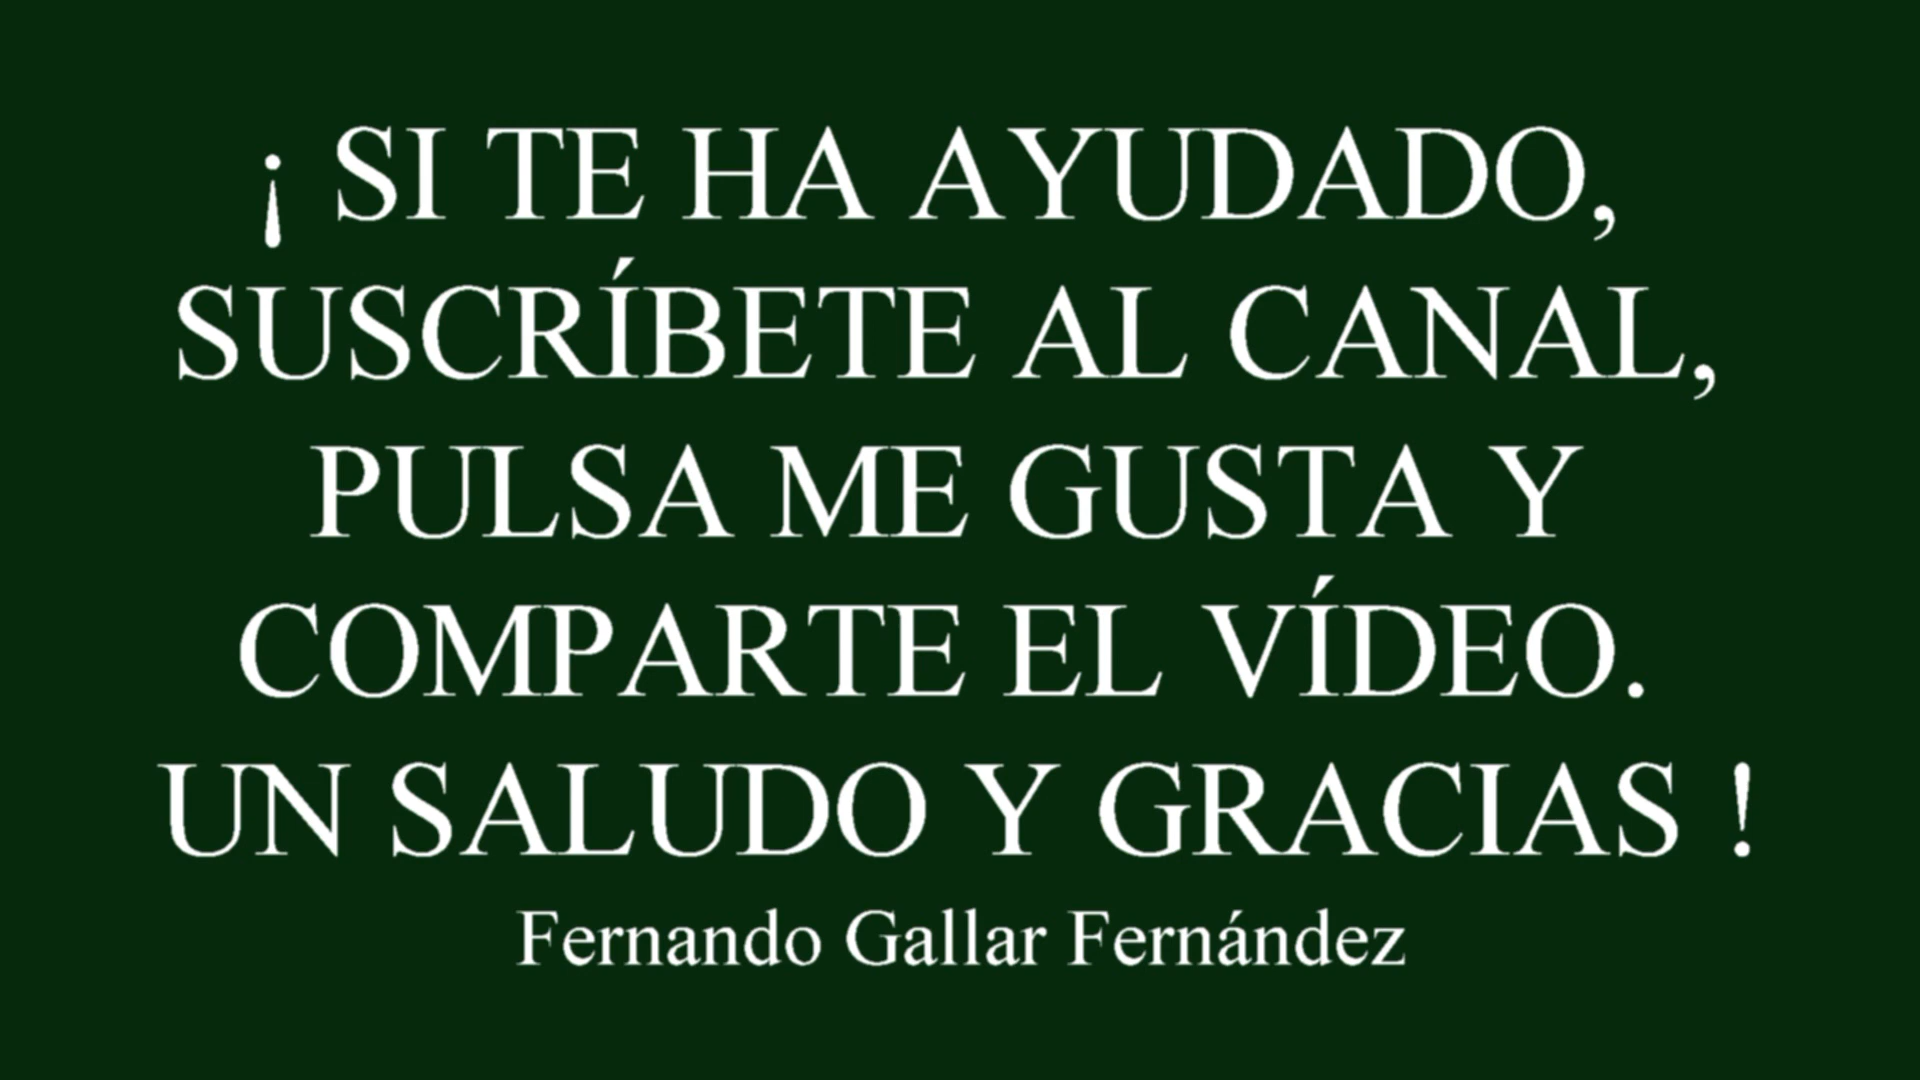 ¡ SI TE HA AYUDADO,
SUSCRÍBETE AL CANAL,
PULSA ME GUSTA Y
COMPARTE EL VÍDEO.
UN SALUDO Y GRACIAS !
Fernando Gallar Fernández